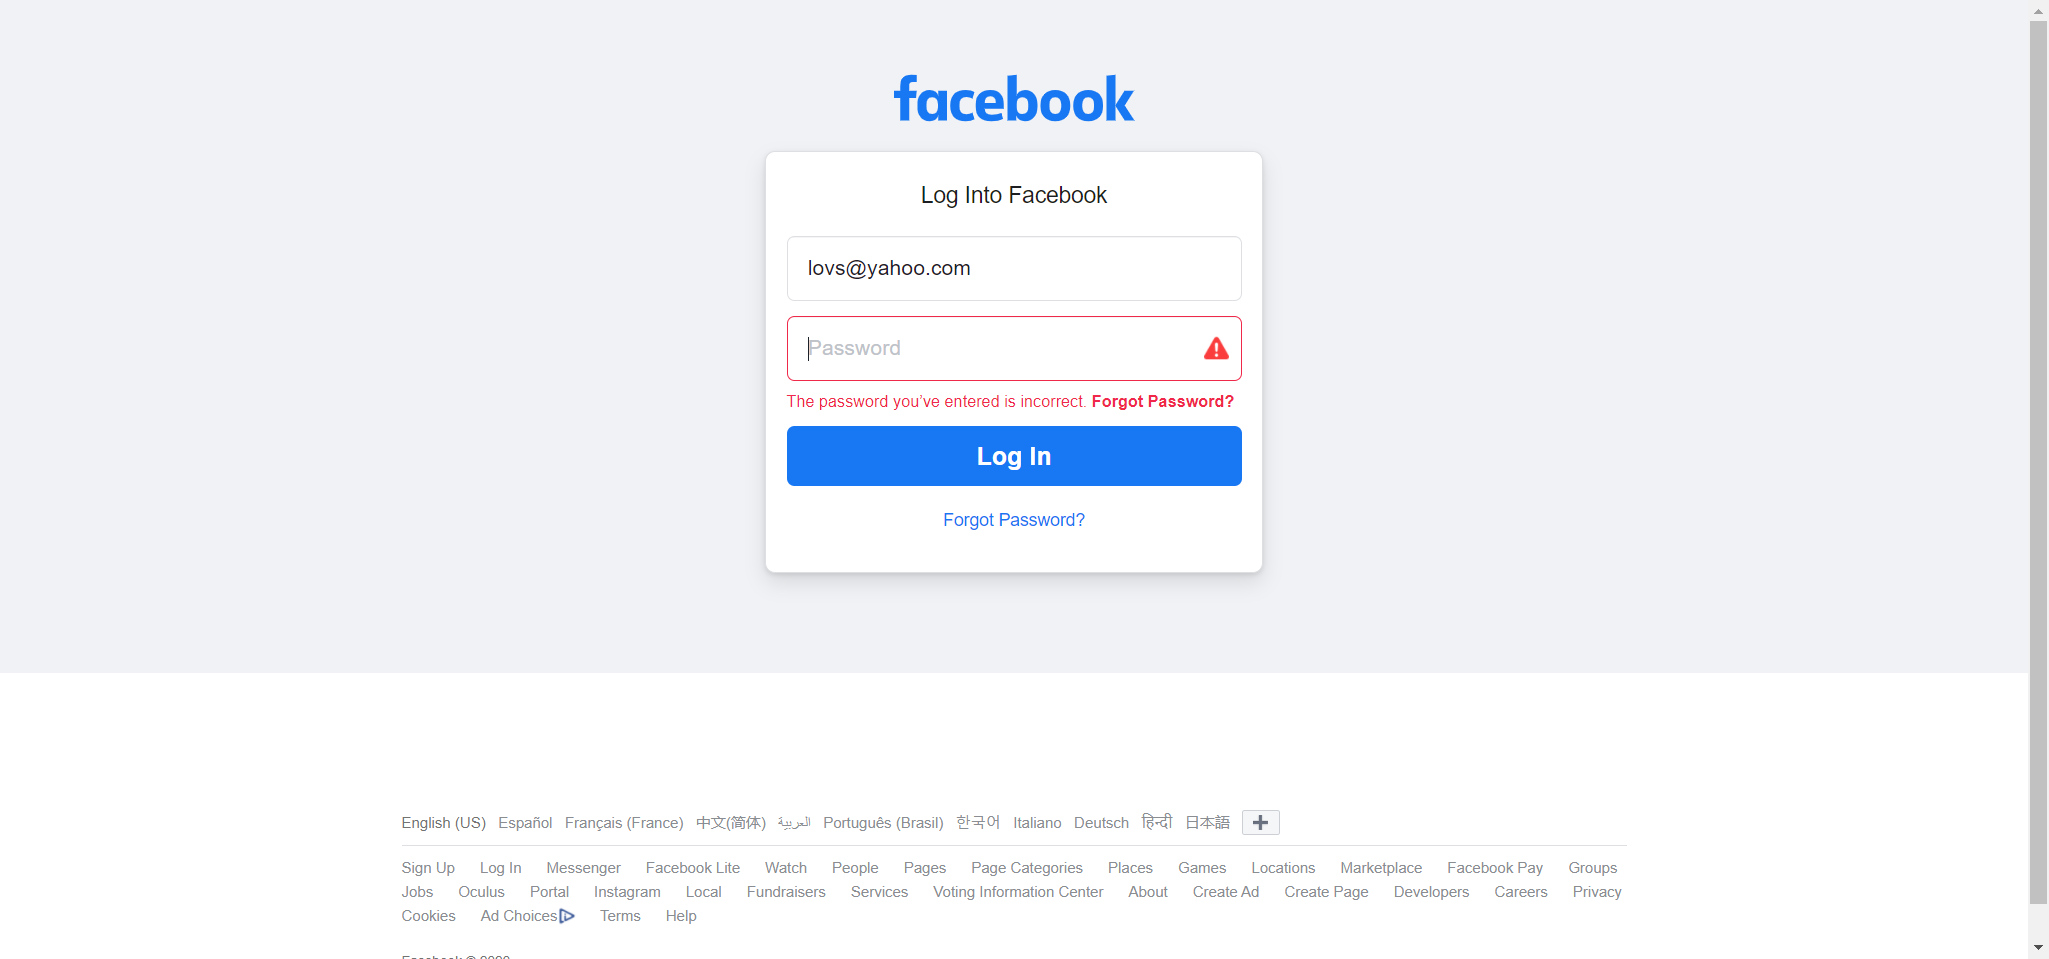 facebook
Log Into Facebook
lovs@yahoo.com
Password
The password you’ve entered is incorrect. Forgot Password?
Log In
Forgot Password?
English (US) Español Français (France) 中文(简体) العربية Português (Brasil) 한국어 Italiano Deutsch हिन्दी 日本語
Sign Up Log In Messenger Facebook Lite Watch People Pages Page Categories Places Games Locations Marketplace Facebook Pay Groups
Jobs Oculus Portal Instagram Local Fundraisers Services Voting Information Center About Create Ad Create Page Developers Careers Privacy
Cookies Ad Choices Terms Help
Facebook ©